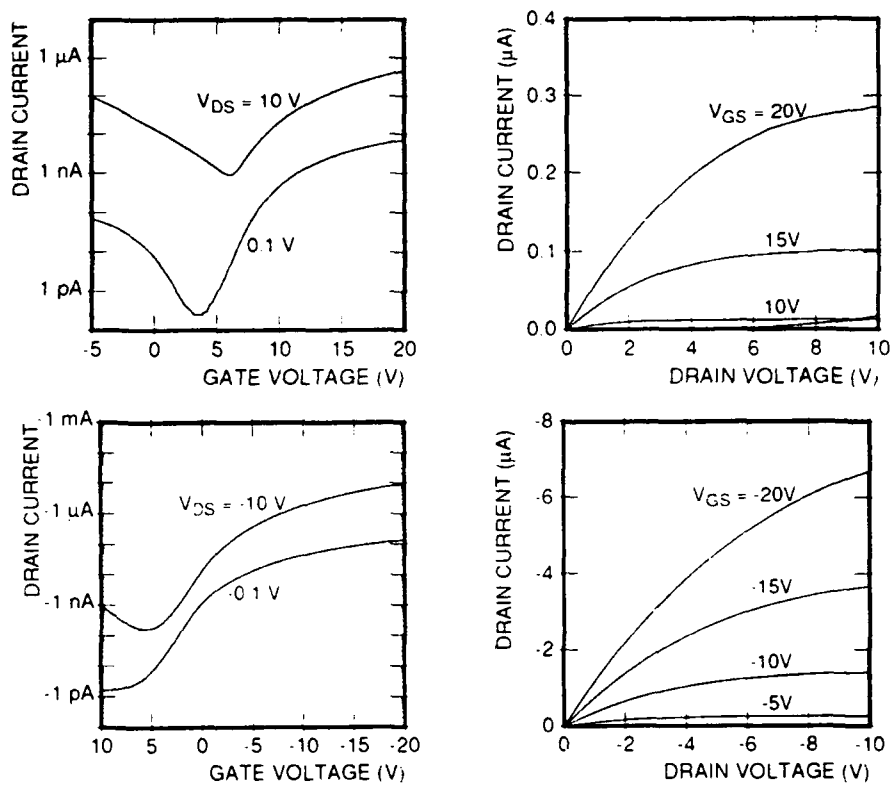 DRAIN CURRENT
1 µA
1 nA
1 pA
V_DS = 10 V
0.1 V
-5 0 5 10 15 20
GATE VOLTAGE (V)
DRAIN CURRENT (µA)
0.4
0.3
0.2
0.1
0.0
V_GS = 20V
15V
10V
0 2 4 6 8 10
DRAIN VOLTAGE (V)
DRAIN CURRENT
-1 mA
-1 µA
-1 nA
-1 pA
V_DS = -10 V
-0.1 V
10 5 0 -5 -10 -15 -20
GATE VOLTAGE (V)
DRAIN CURRENT (µA)
-8
-6
-4
-2
0
V_GS = -20V
-15V
-10V
-5V
0 -2 -4 -6 -8 -10
DRAIN VOLTAGE (V)